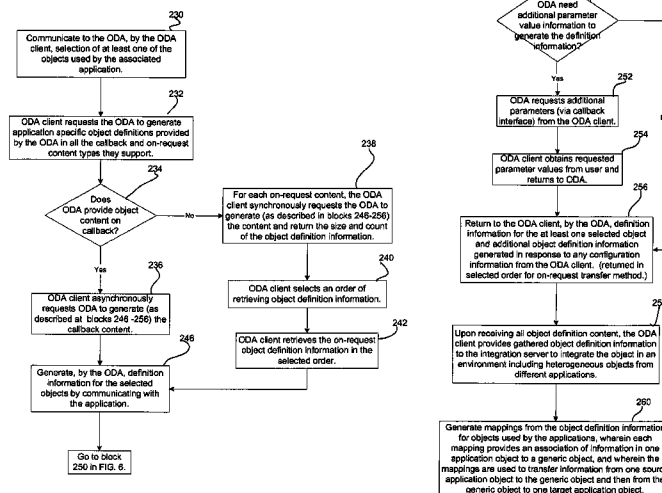 230
Communicate to the ODA, by the ODA
client, selection of at least one of the
objects used by the associated
application.
232
ODA client requests the ODA to generate
application specific object definitions provided
by the ODA in all the callback and on-request
content types they support.
234
Does
ODA provide object
content on
callback?
No
Yes
236
ODA client asynchronously
requests ODA to generate (as
described at blocks 246 -256) the
callback content.
246
Generate, by the ODA, definition
information for the selected
objects by communicating with
the application.
Go to block
250 in FIG. 6.
238
For each on-request content, the ODA
client synchronously requests the ODA to
generate (as described in blocks 246-256)
the content and return the size and count
of the object definition information.
240
ODA client selects an order of
retrieving object definition information.
242
ODA client retrieves the on-request
object definition information in the
selected order.
ODA need
additional parameter
value information to
generate the definition
information?
Yes
252
ODA requests additional
parameters (via callback
interface) from the ODA client.
254
ODA client obtains requested
parameter values from user and
returns to ODA.
256
Return to the ODA client, by the ODA, definition
information for the at least one selected object
and additional object definition information
generated in response to any configuration
information from the ODA client. (returned in
selected order for on-request transfer method.)
Upon receiving all object definition content, the ODA
client provides gathered object definition information
to the integration server to integrate the object in an
environment including heterogeneous objects from
different applications.
260
Generate mappings from the object definition information
for objects used by the applications, wherein each
mapping provides an association of information in one
application object to a generic object, and wherein the
mappings are used to transfer information from one source
application object to the generic object and then from the
generic object to one target application object.